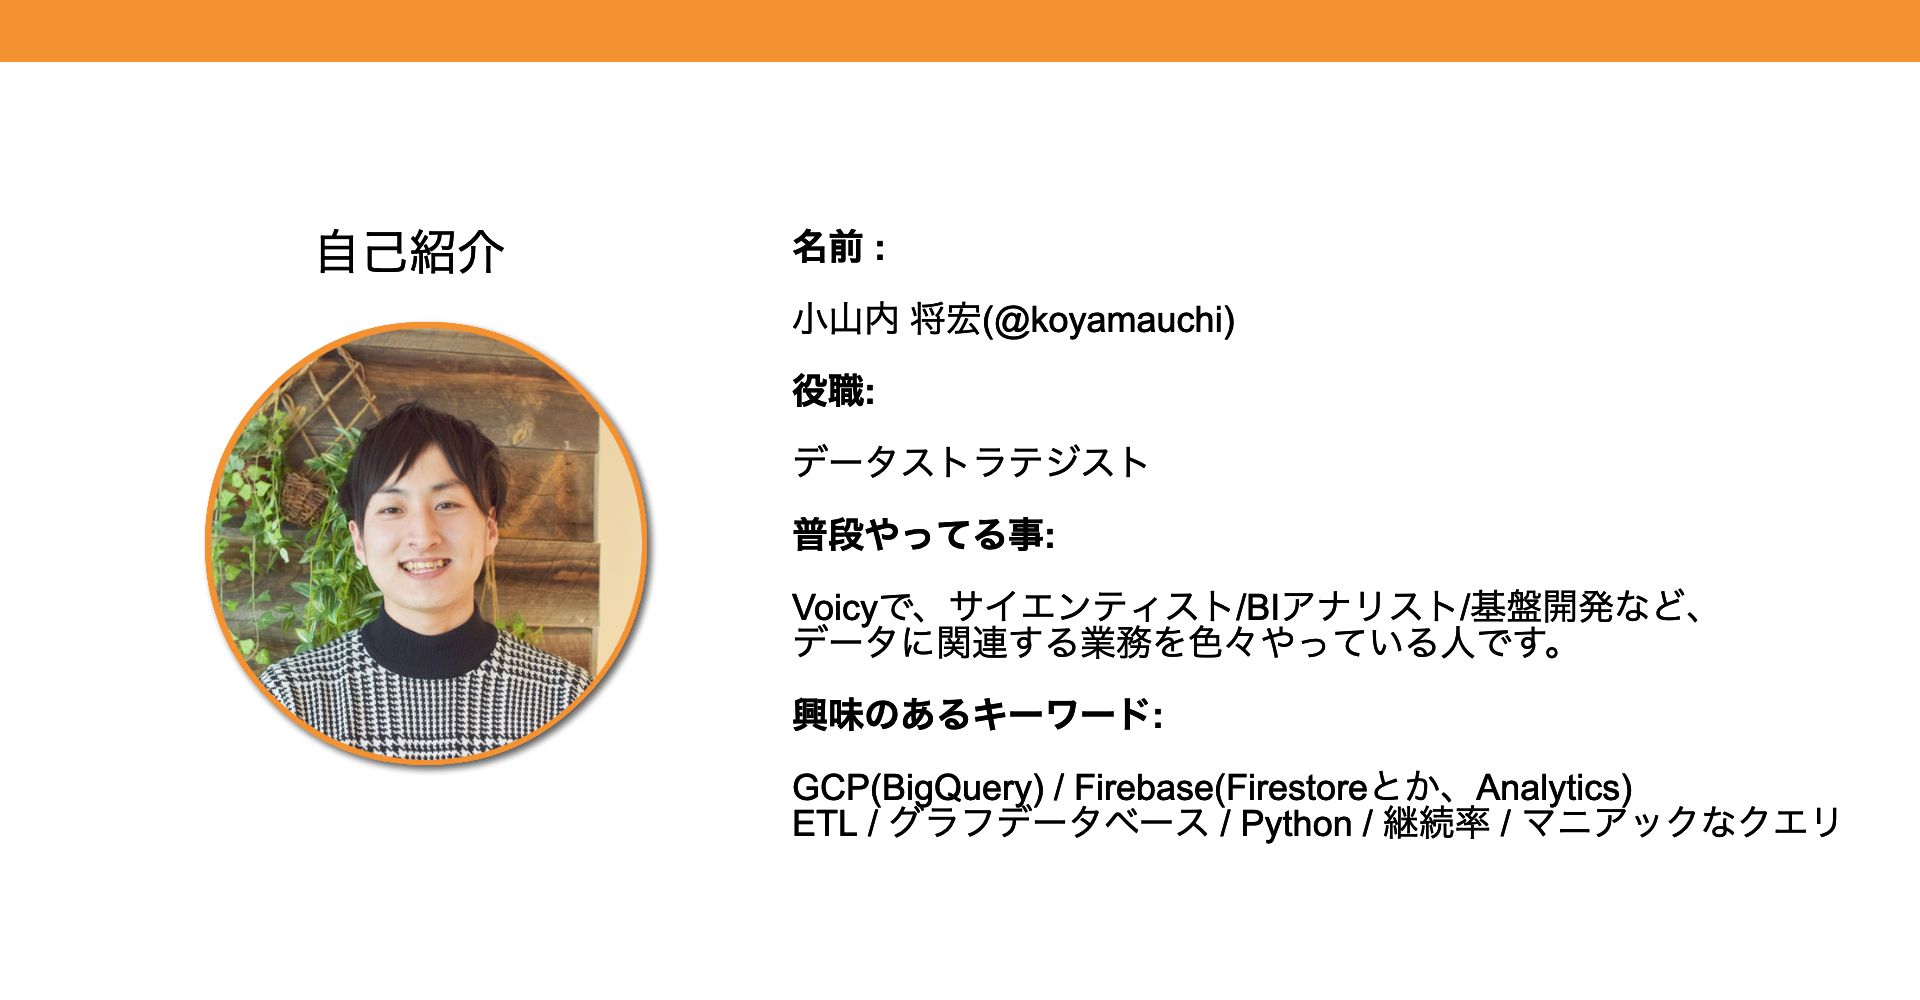 自己紹介
名前 :
小山内 将宏(@koyamauchi)
役職:
データストラテジスト
普段やってる事:
Voicyで、サイエンティスト/BIアナリスト/基盤開発など、
データに関連する業務を色々やっている人です。
興味のあるキーワード:
GCP(BigQuery) / Firebase(Firestoreとか、Analytics)
ETL / グラフデータベース / Python / 継続率 / マニアックなクエリ